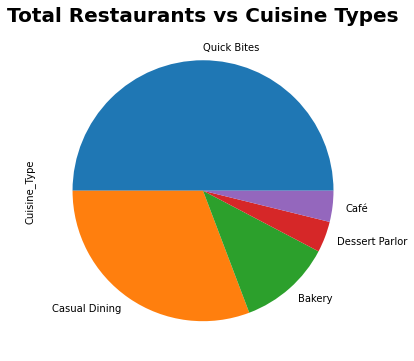 Total Restaurants vs Cuisine Types
Quick Bites
Cuisine_Type
Café
Dessert Parlor
Bakery
Casual Dining